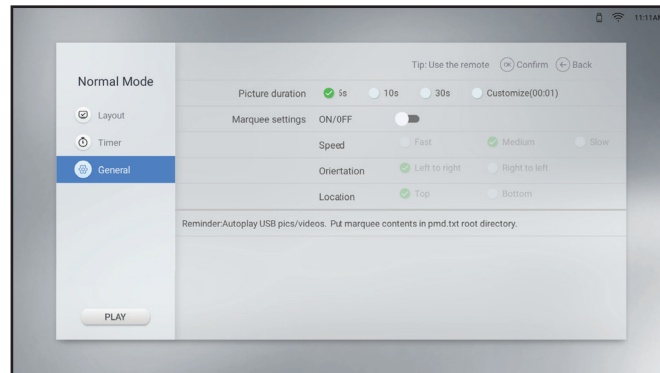 11:11AM
Tip: Use the remote OK Confirm Back
Normal Mode
Layout
Timer
General
PLAY
Picture duration 5s 10s 30s Customize(00:01)
Marquee settings ON/OFF
Speed Fast Medium Slow
Oriertation Left to right Right to left
Location Top Bottom
Reminder:Autoplay USB pics/videos. Put marquee contents in pmd.txt root directory.